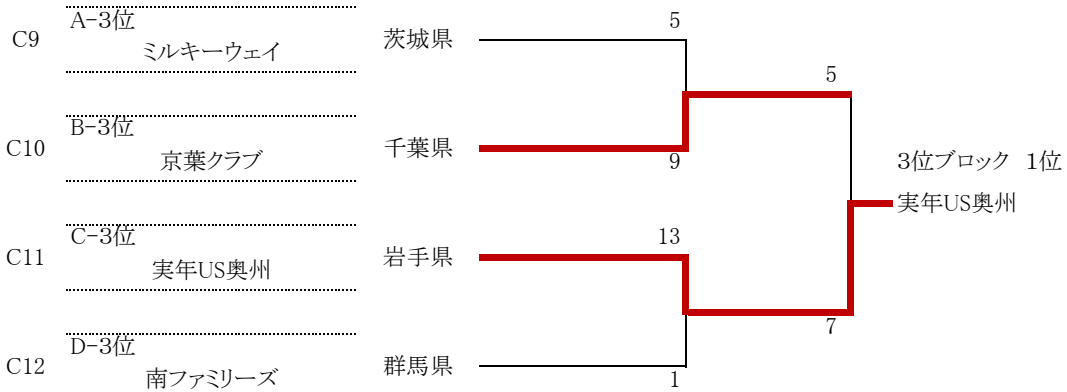 A-3位
C9
ミルキーウェイ
茨城県
5
5
B-3位
C10
京葉クラブ
千葉県
9
3位ブロック　1位
実年US奥州
C-3位
C11
実年US奥州
岩手県
13
7
D-3位
C12
南ファミリーズ
群馬県
1